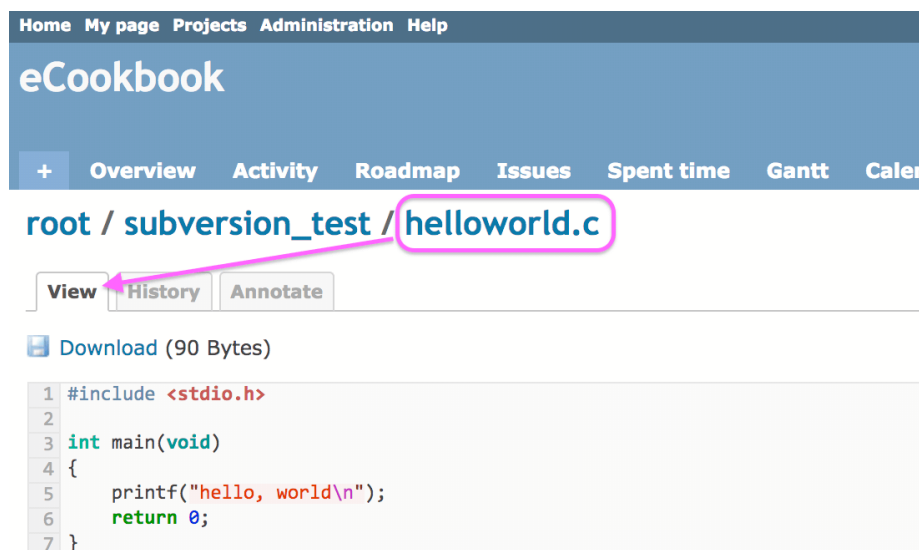 Home My page Projects Administration Help
eCookbook
+ Overview Activity Roadmap Issues Spent time Gantt
root / subversion_test / helloworld.c
View History Annotate
Download (90 Bytes)
1 #include <stdio.h>
2
3 int main(void)
4 {
5     printf("hello, world\n");
6     return 0;
7 }